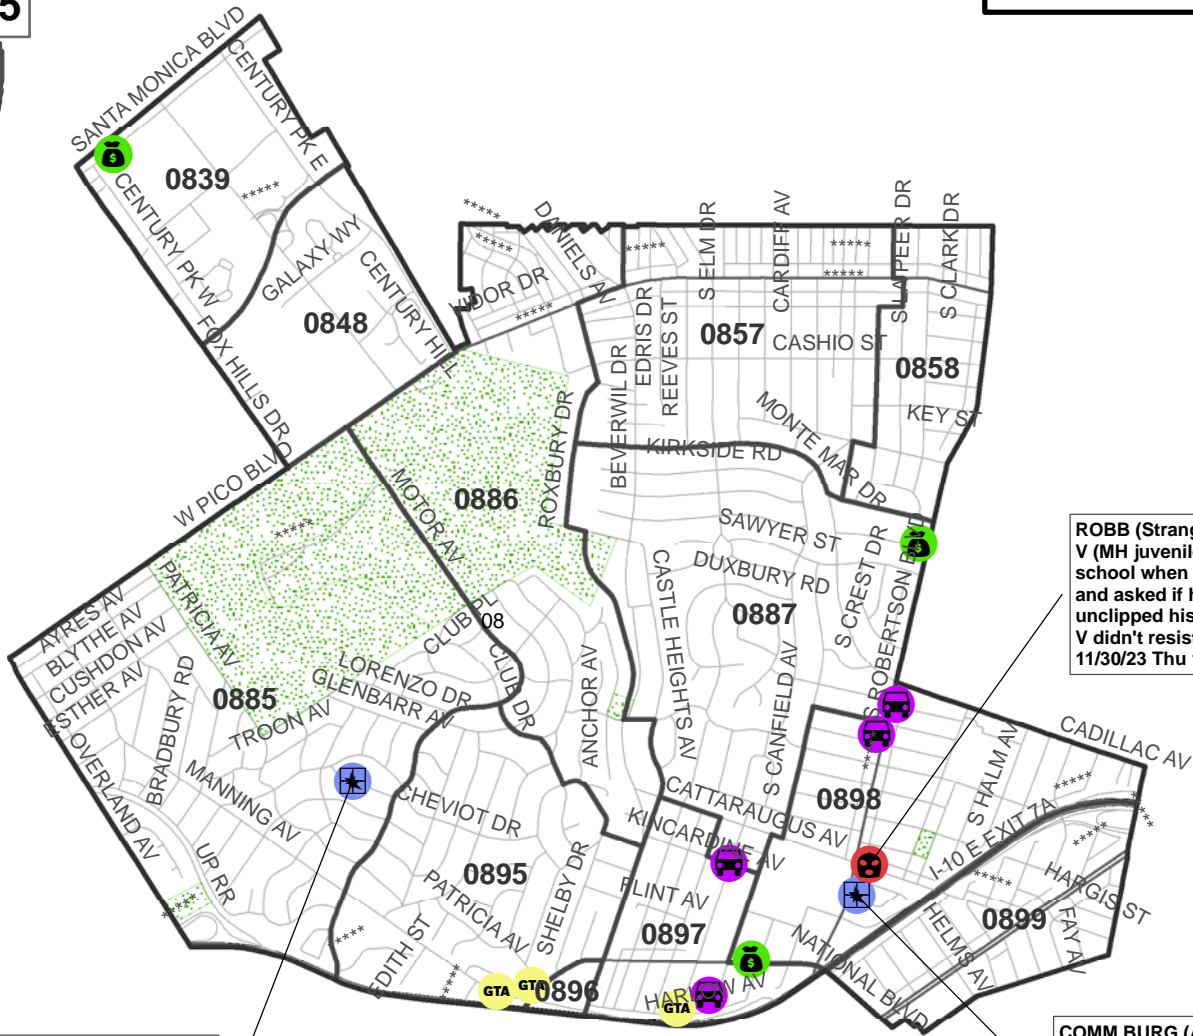 5
SANTA MONICA BLVD
CENTURY PK E
0839
*****
CENTURY PK W
GALAXY WY
CENTURY HILL
0848
FOX HILLS DR
W PICO BLVD
*****
*****
DANIELS AV
VIDOR DR
*****
*****
S ELM DR
CARDIFF AV
*****
*****
S CLARK DR
EDRIS DR
REEVES ST
BEVERWIL DR
0857
CASHIO ST
0858
KEY ST
MONTE MAR DR
KIRKSIDE RD
ROXBURY DR
0886
MOTOR AV
*****
SAWYER ST
DUXBURY RD
S CREST DR
S ROBERTSON BLVD
0887
CASTLE HEIGHTS AV
S CANFIELD AV
ROBB (Strang
V (MH juvenil
school when
and asked if h
unclipped his
V didn't resis
11/30/23 Thu
AYRES AV
BLYTHE AV
CUSHDON AV
ESTHER AV
PATRICIA AV
BRADBURY RD
0885
TROON AV
LORENZO DR
GLENBARR AV
CLUB DR
08
CLUB DR
ANCHOR AV
OVERLAND AV
MANNING AV
UP RR
*****
CHEVIOT DR
0895
PATRICIA AV
SHELBY DR
EDITH ST
*****
*****
CATTARAUGUS AV
KINCARDINE AV
FLINT AV
0897
0898
*****
S HALM AV
CADILLAC AV
*****
*****
I-10 E EXIT 7A
*****
*****
HARGIS ST
0899
HELMS AV
FAY AV
NATIONAL BLVD
GTA
GTA
0896
HARLOW AV
GTA
COMM BURG (